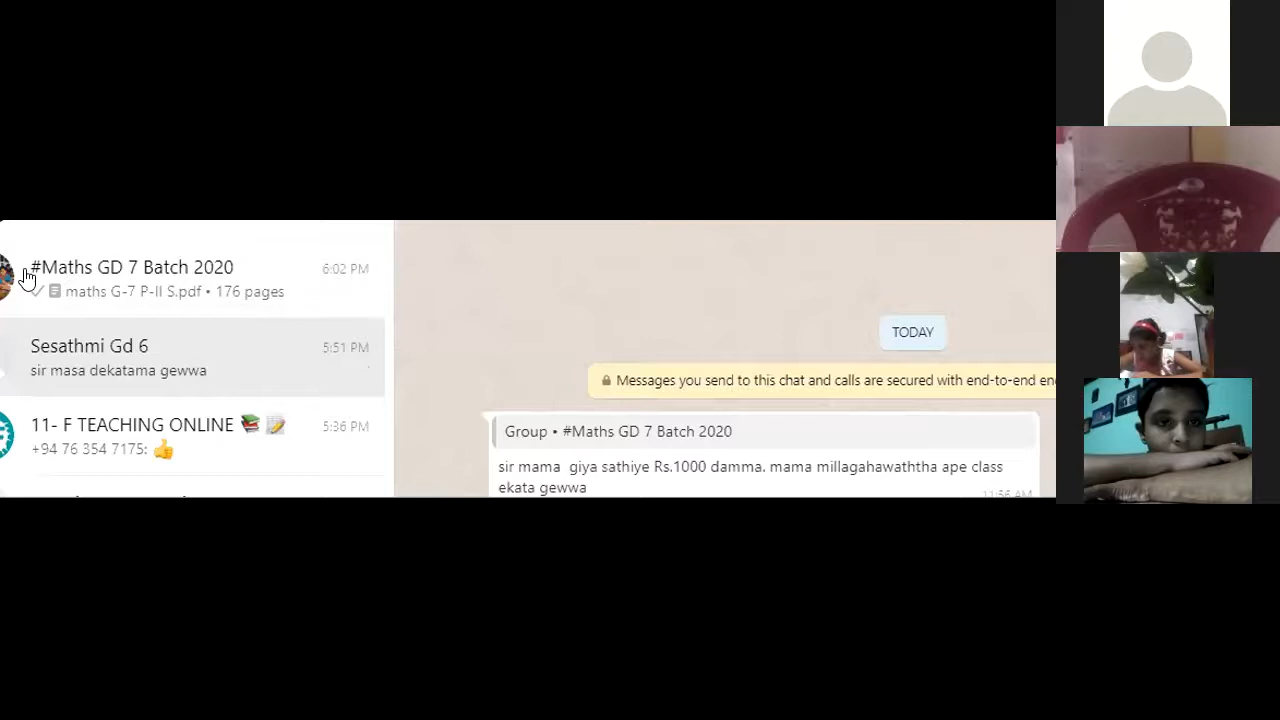 #Maths GD 7 Batch 2020 6:02 PM
maths G-7 P-II S.pdf • 176 pages
Sesathmi Gd 6 5:51 PM
sir masa dekatama gewwa
11- F TEACHING ONLINE 📚 📝 5:36 PM
+94 76 354 7175: 👍
TODAY
Messages you send to this chat and calls are secured with end-to-end
Group • #Maths GD 7 Batch 2020
sir mama giya sathiye Rs.1000 damma. mama millagahawaththa ape class
ekata gewwa
11:56 AM